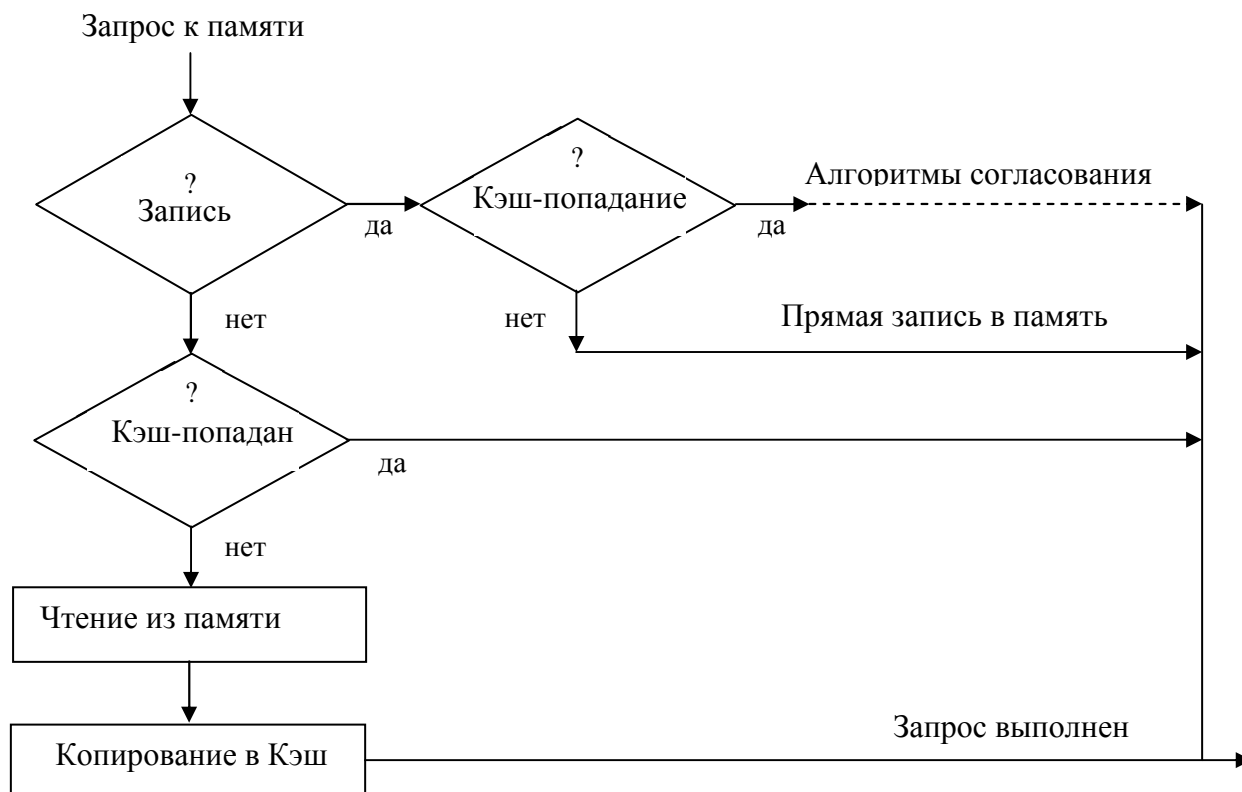 Запрос к памяти
?
Запись
да
?
Кэш-попадание
да
Алгоритмы согласования
нет
нет
Прямая запись в память
?
Кэш-попадан
да
нет
Чтение из памяти
Запрос выполнен
Копирование в Кэш